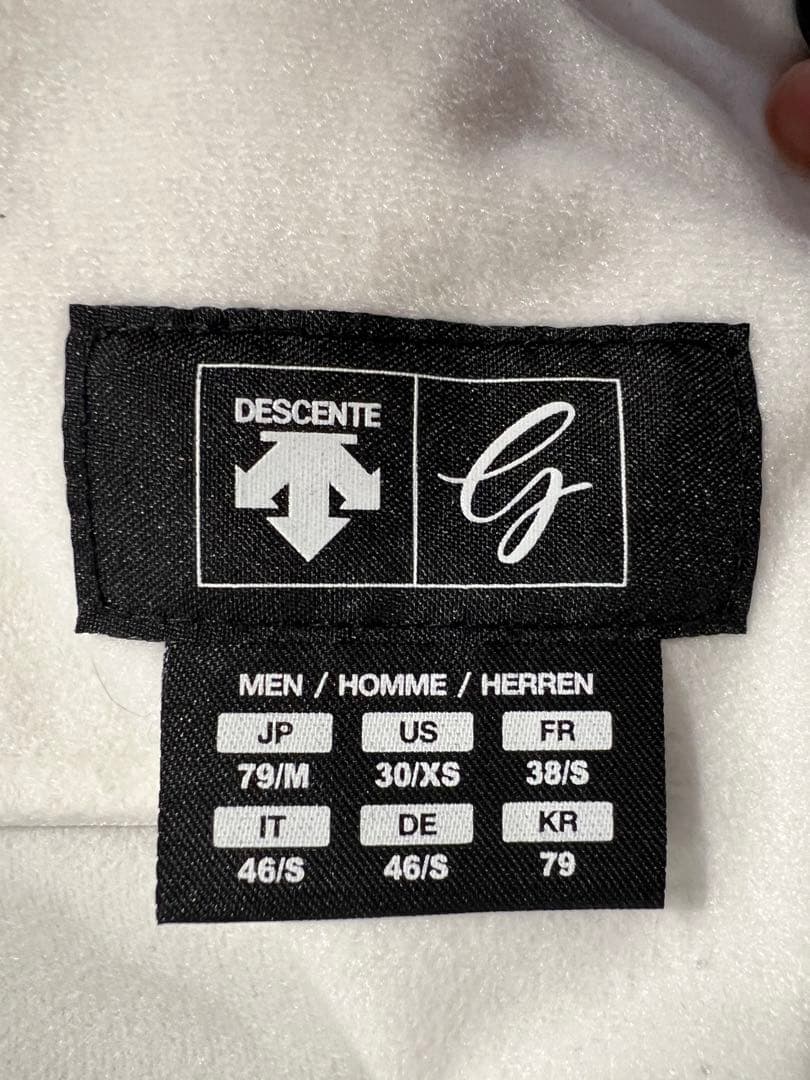 DESCENTE
G
MEN / HOMME / HERREN
JP US FR
79/M 30/XS 38/S
IT DE KR
46/S 46/S 79